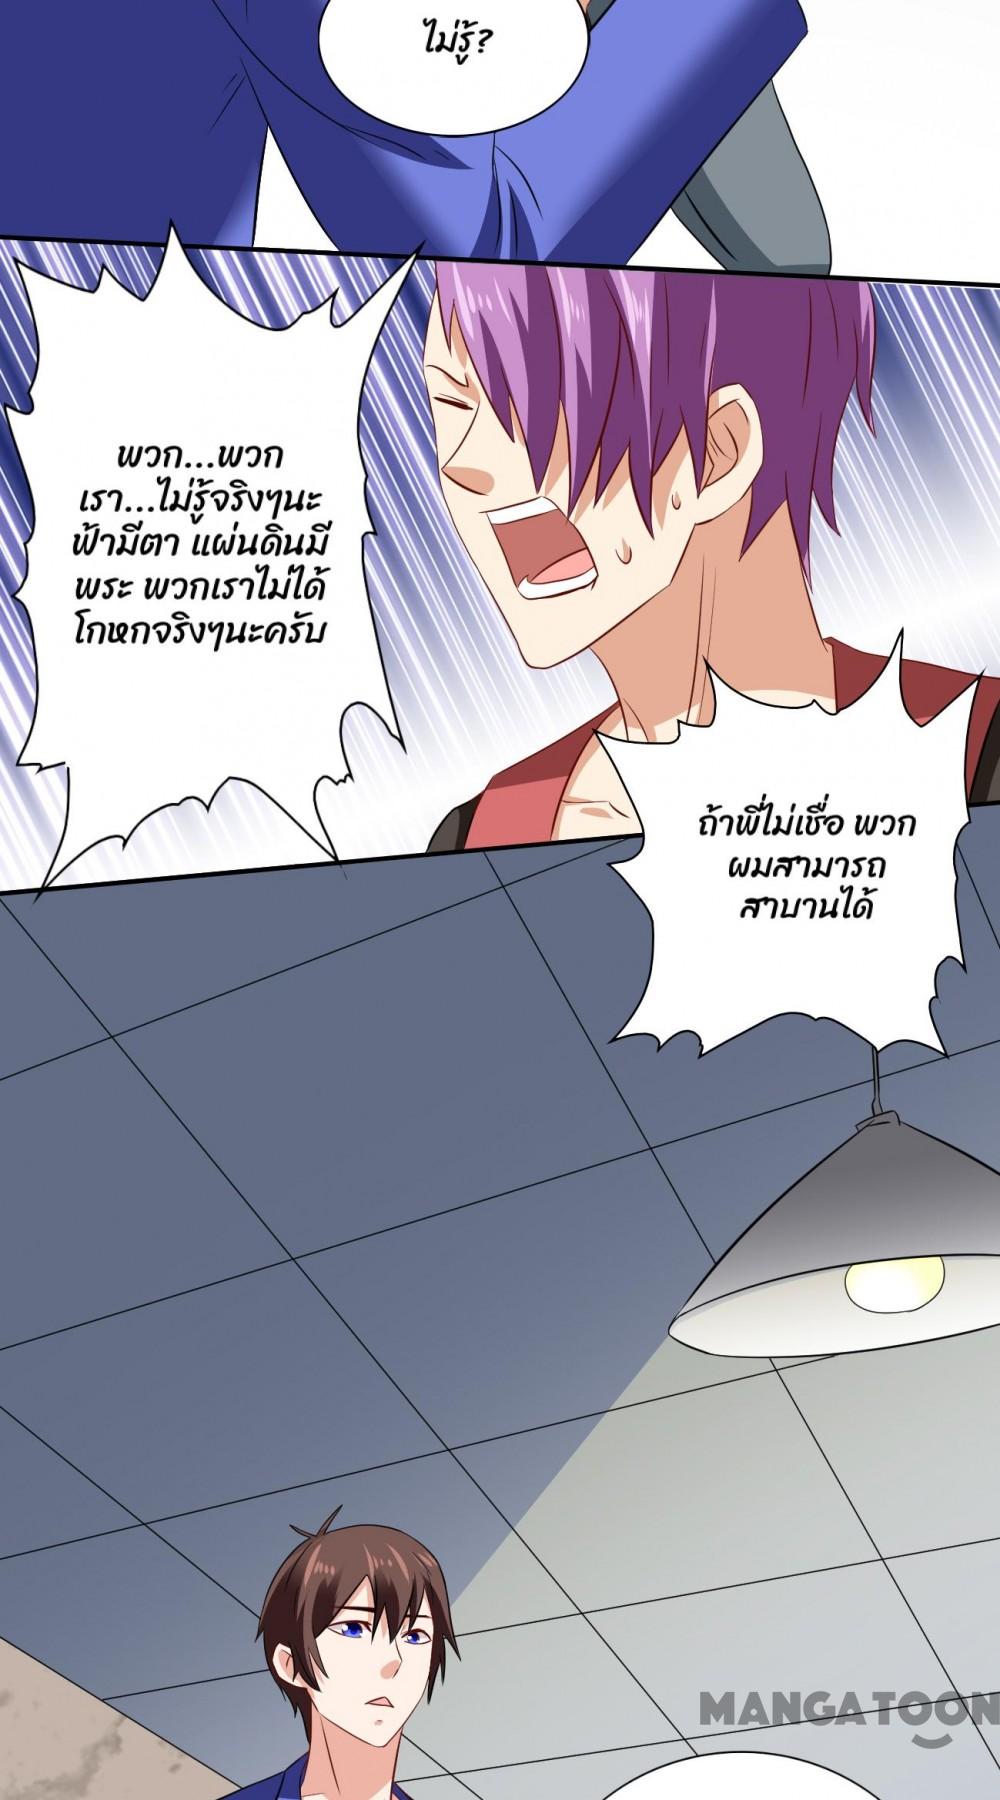 ไม่รู้?
พวก...พวก
เรา...ไม่รู้จริงๆนะ
ฟ้ามีตา แผ่นดินมี
พระ พวกเราไม่ได้
โกหกจริงๆนะครับ
ถ้าพี่ไม่เชื่อ พวก
ผมสามารถ
สาบานได้
MANGATOON